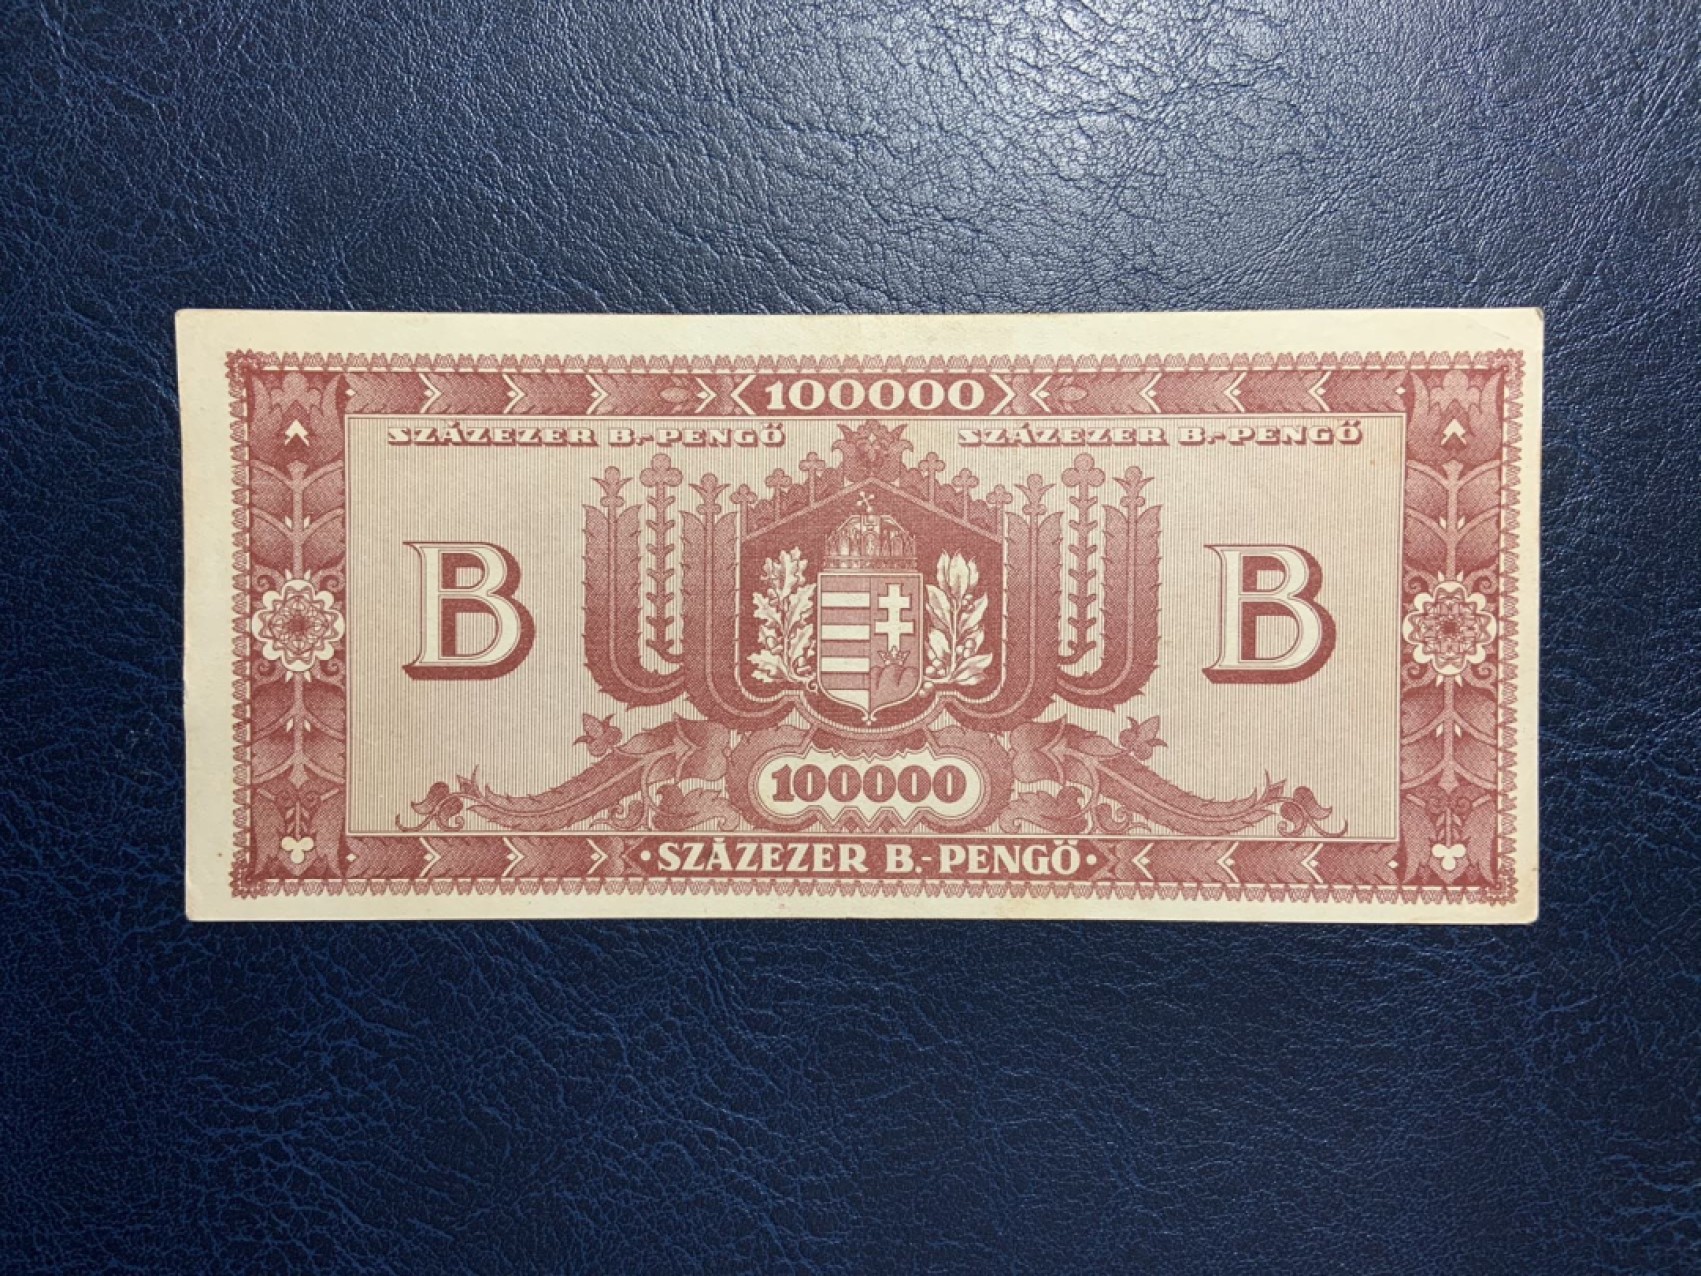 100000
SZÁZEZER B.-PENGŐ SZÁZEZER B.-PENGŐ
B B
100000
·SZÁZEZER B.-PENGŐ·